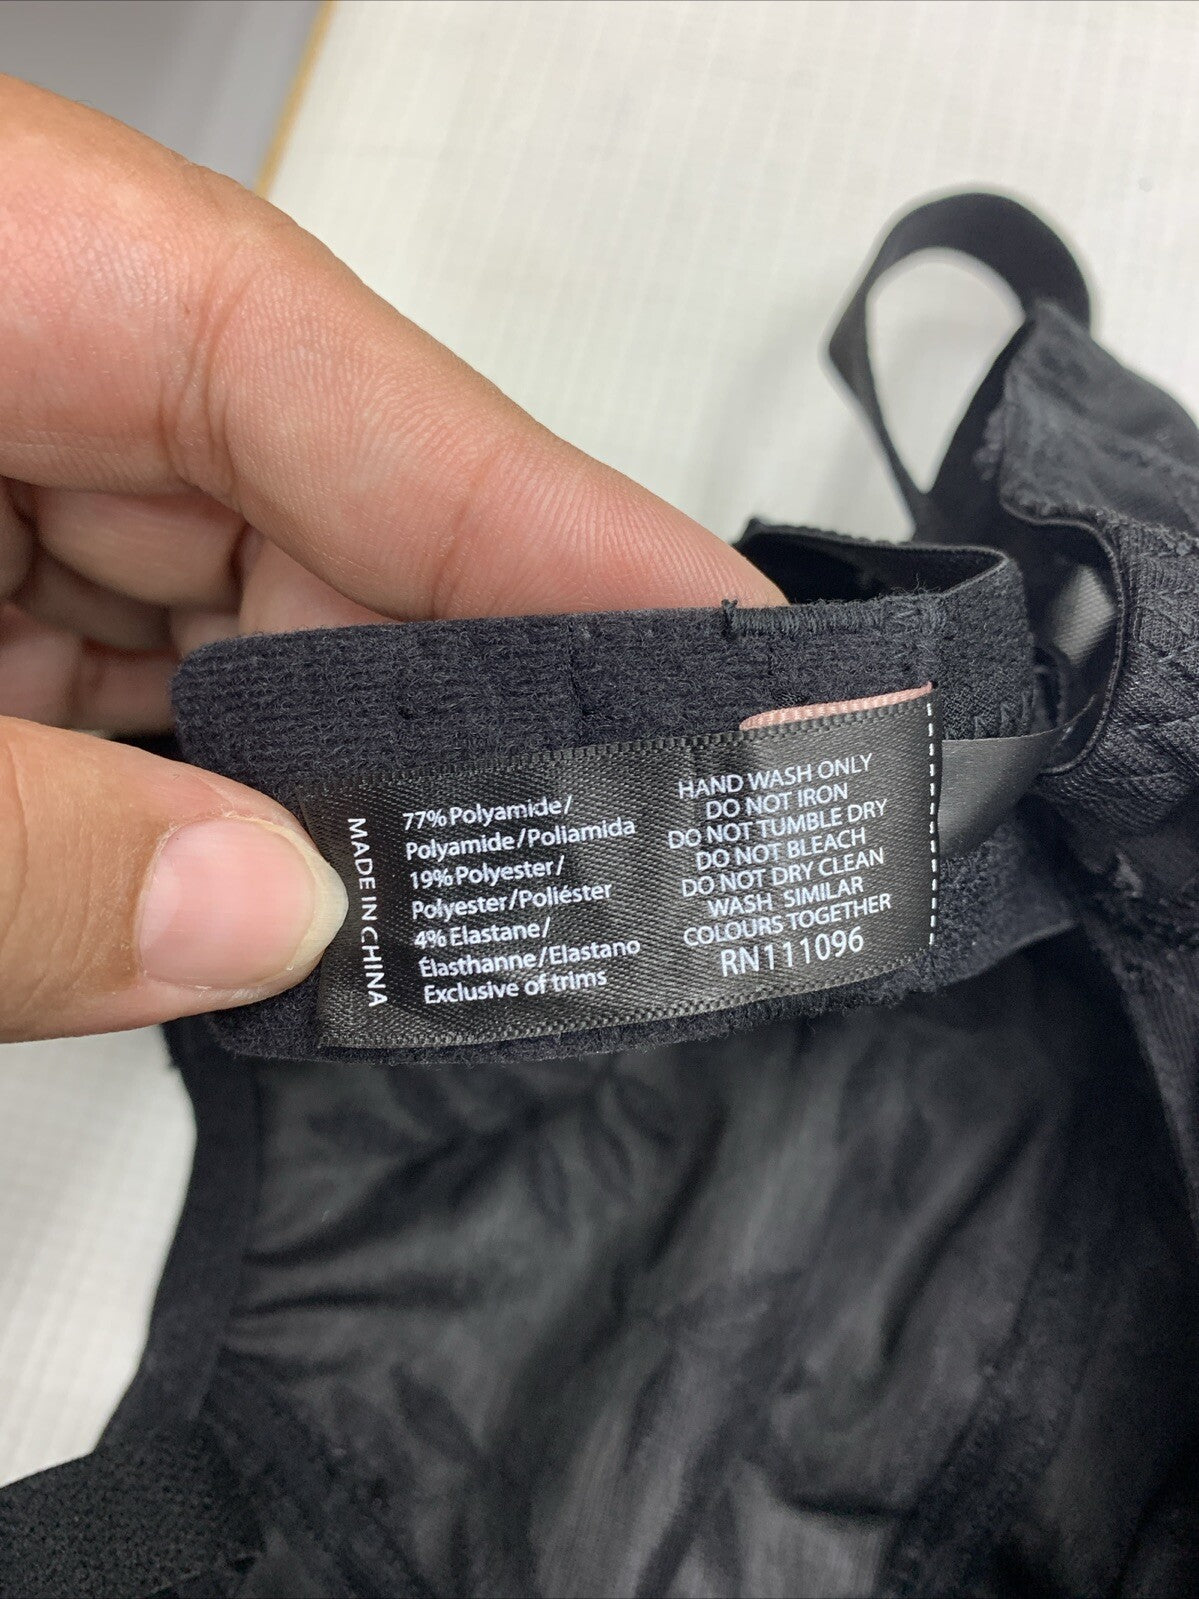 MADE IN CHINA
77% Polyamide/
Polyamide/Poliamida
19% Polyester/
Polyester/Poliéster
4% Elastane/
Élasthanne/Elastano
Exclusive of trims
HAND WASH ONLY
DO NOT IRON
DO NOT TUMBLE DRY
DO NOT BLEACH
DO NOT DRY CLEAN
WASH SIMILAR
COLOURS TOGETHER
RN111096